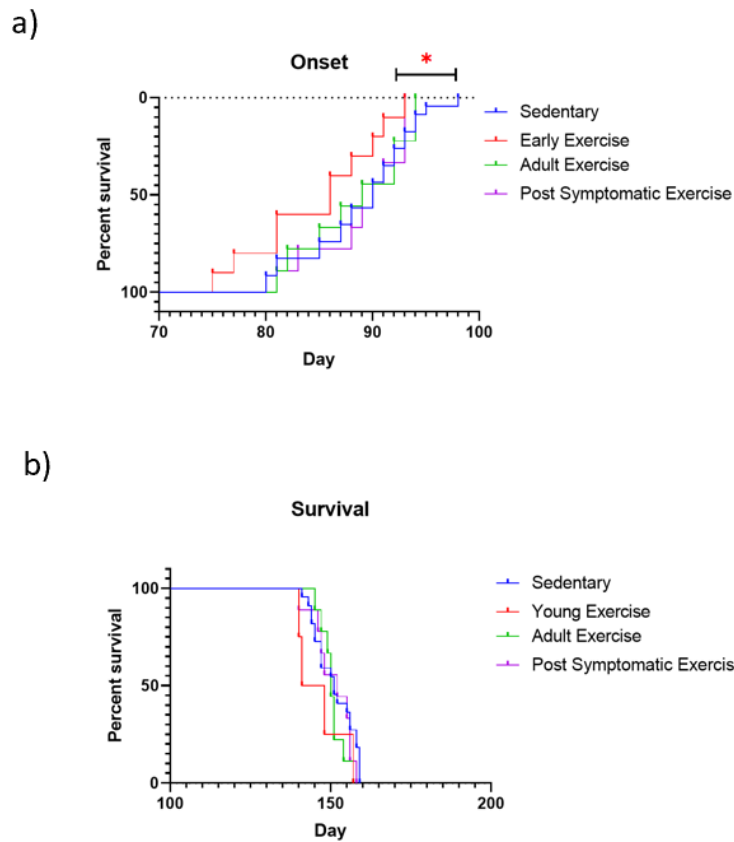 a)
Onset
*
Percent survival
0
50
100
70
80
90
100
Day
Sedentary
Early Exercise
Adult Exercise
Post Symptomatic Exercise
b)
Survival
Percent survival
100
50
0
100
150
200
Day
Sedentary
Young Exercise
Adult Exercise
Post Symptomatic Exercis